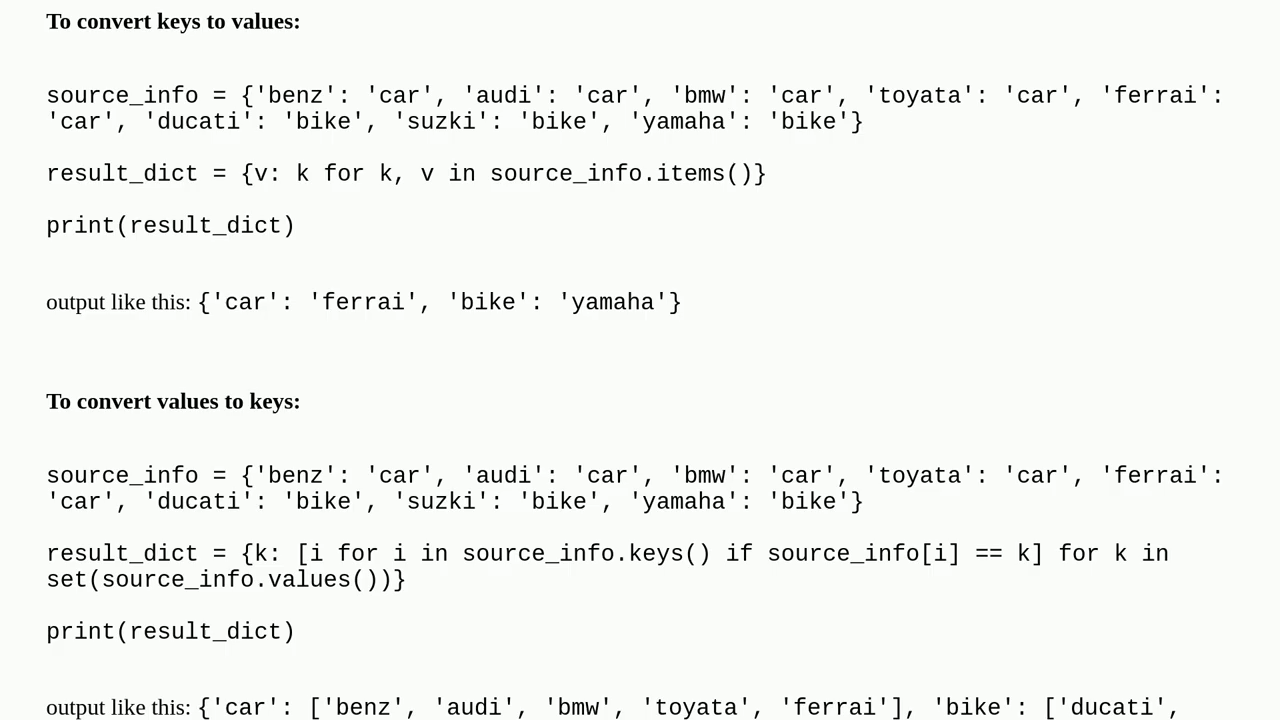 To convert keys to values:
source_info = {'benz': 'car', 'audi': 'car', 'bmw': 'car', 'toyata': 'car', 'ferrai':
'car', 'ducati': 'bike', 'suzki': 'bike', 'yamaha': 'bike'}
result_dict = {v: k for k, v in source_info.items()}
print(result_dict)
output like this: {'car': 'ferrai', 'bike': 'yamaha'}
To convert values to keys:
source_info = {'benz': 'car', 'audi': 'car', 'bmw': 'car', 'toyata': 'car', 'ferrai':
'car', 'ducati': 'bike', 'suzki': 'bike', 'yamaha': 'bike'}
result_dict = {k: [i for i in source_info.keys() if source_info[i] == k] for k in
set(source_info.values())}
print(result_dict)
output like this: {'car': ['benz', 'audi', 'bmw', 'toyata', 'ferrai'], 'bike': ['ducati',